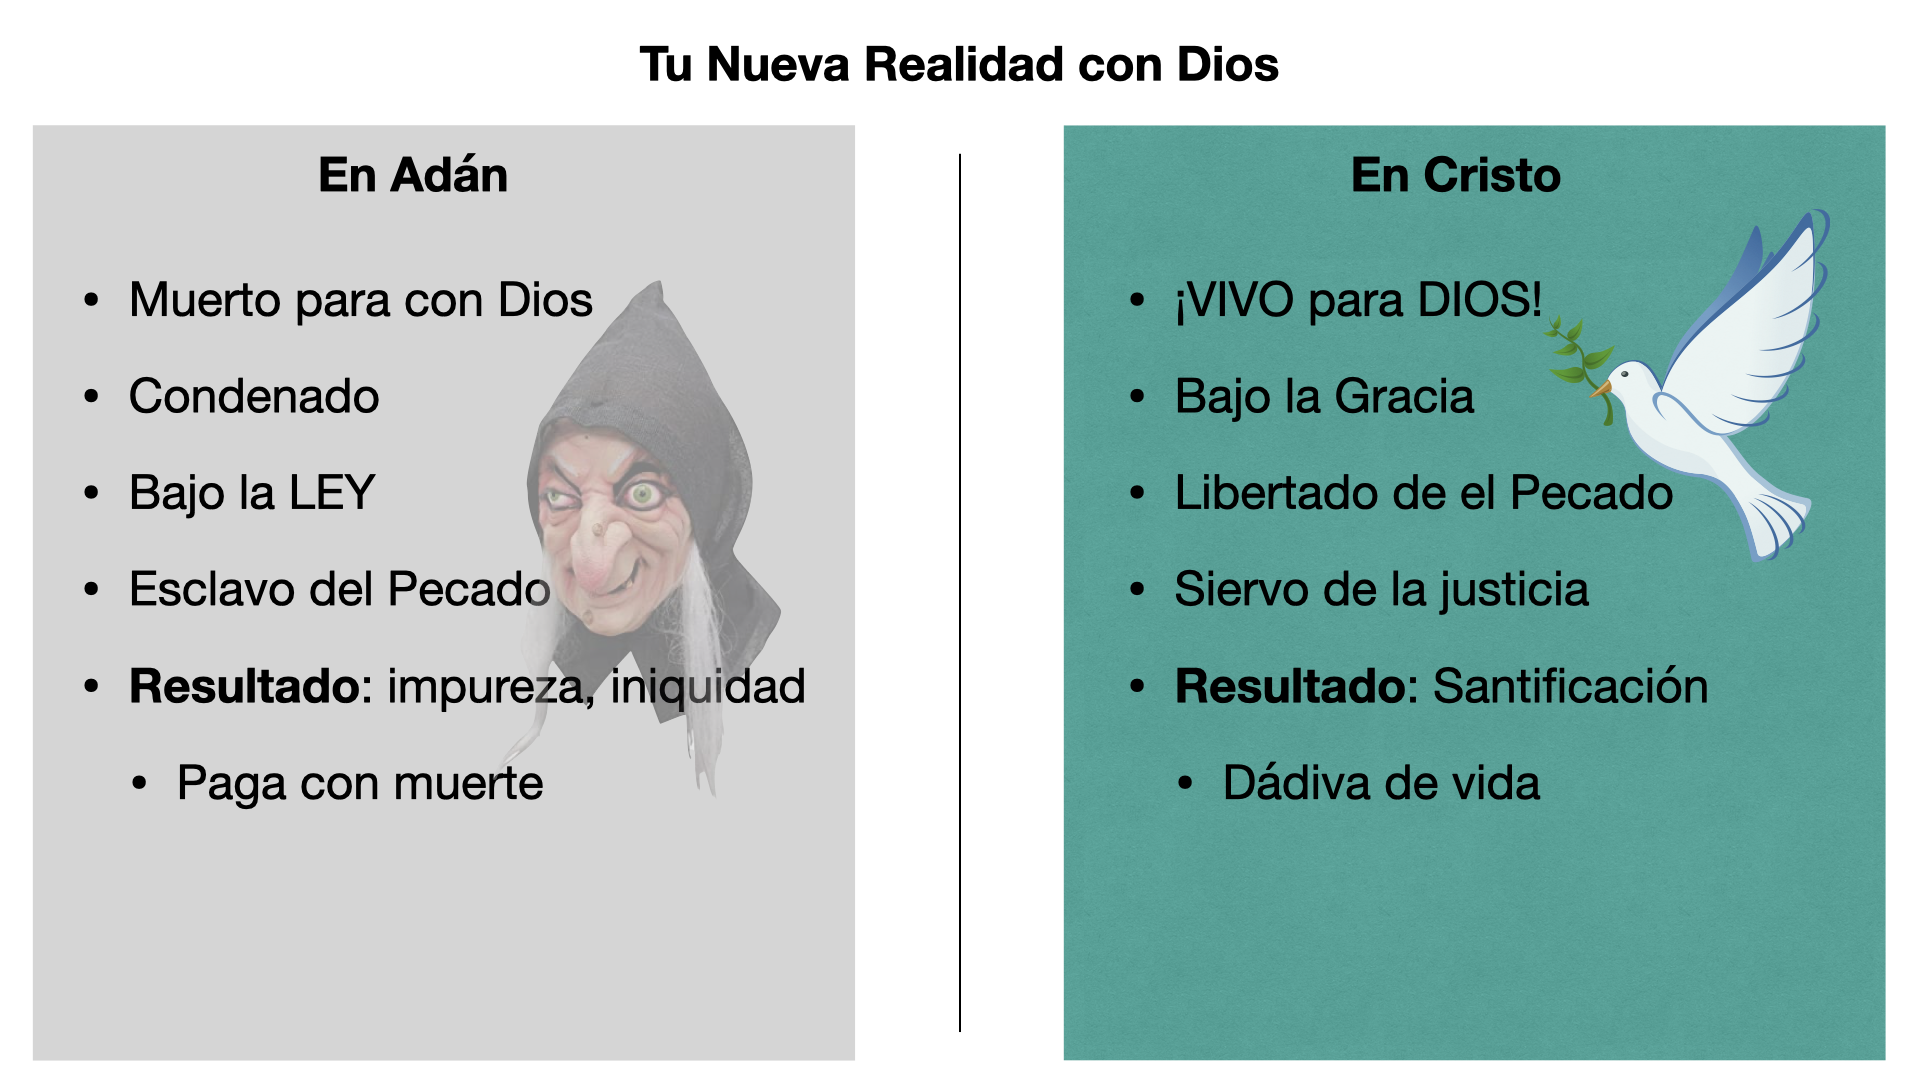 Tu Nueva Realidad con Dios
En Adán
• Muerto para con Dios
• Condenado
• Bajo la LEY
• Esclavo del Pecado
• Resultado: impureza, iniquidad
• Paga con muerte
En Cristo
• ¡VIVO para DIOS!
• Bajo la Gracia
• Libertado de el Pecado
• Siervo de la justicia
• Resultado: Santificación
• Dádiva de vida